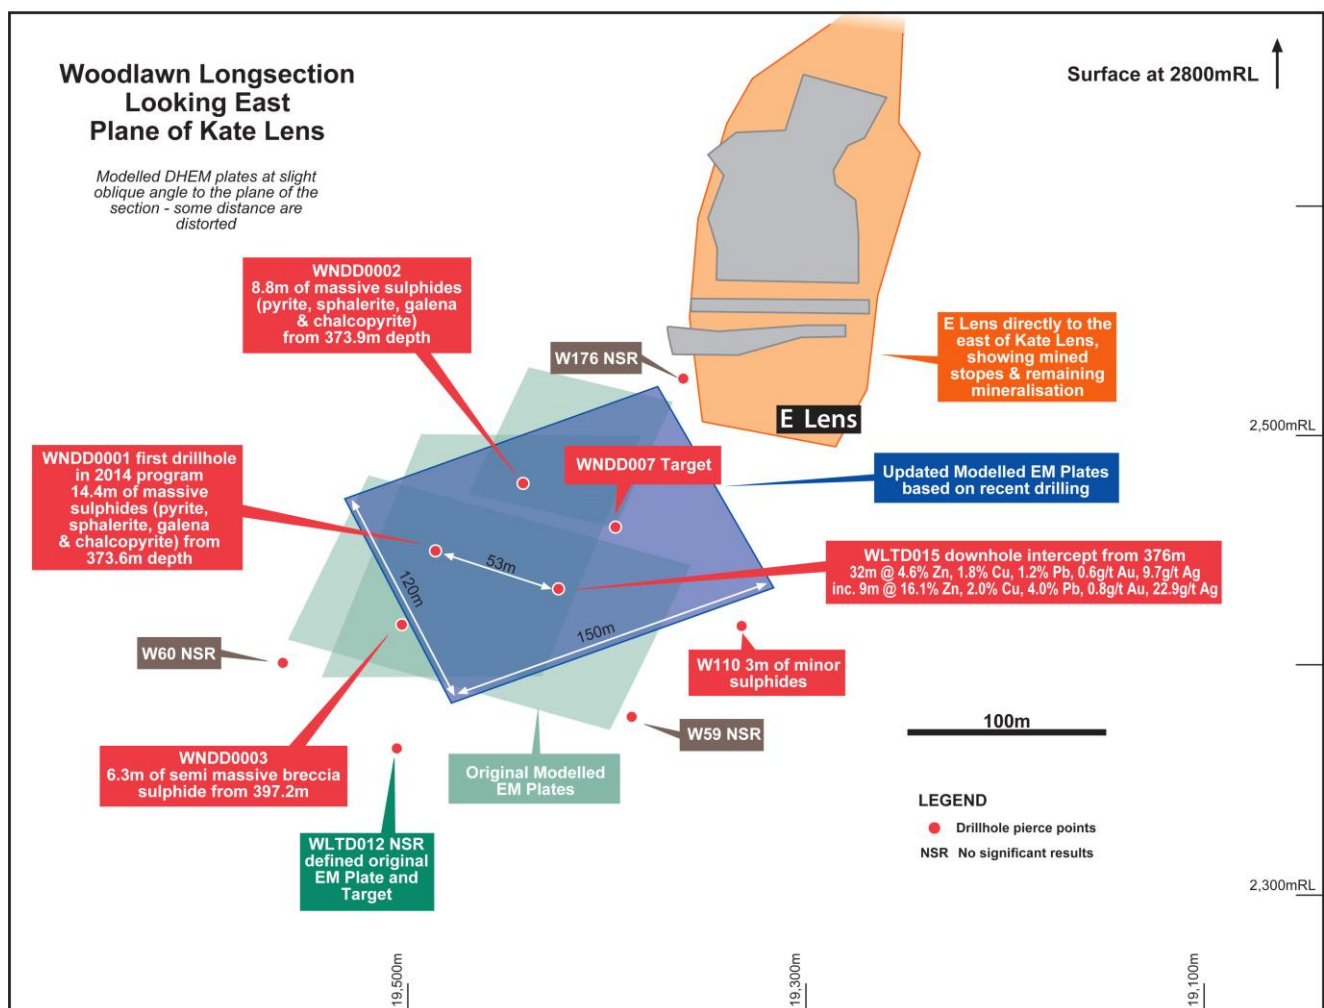 Woodlawn Longsection
Looking East
Plane of Kate Lens
Modelled DHEM plates at slight
oblique angle to the plane of the
section - some distance are
distorted
Surface at 2800mRL
WNDD0002
8.8m of massive sulphides
(pyrite, sphalerite, galena
& chalcopyrite)
from 373.9m depth
W176 NSR
E Lens directly to the
east of Kate Lens,
showing mined
stopes & remaining
mineralisation
E Lens
2,500mRL
WNDD0001 first drillhole
in 2014 program
14.4m of massive
sulphides (pyrite,
sphalerite, galena
& chalcopyrite) from
373.6m depth
WNDD007 Target
Updated Modelled EM Plates
based on recent drilling
53m
120m
150m
WLTD015 downhole intercept from 376m
32m @ 4.6% Zn, 1.8% Cu, 1.2% Pb, 0.6g/t Au, 9.7g/t Ag
inc. 9m @ 16.1% Zn, 2.0% Cu, 4.0% Pb, 0.8g/t Au, 22.9g/t Ag
W60 NSR
W110 3m of minor
sulphides
W59 NSR
100m
WNDD0003
6.3m of semi massive breccia
sulphide from 397.2m
Original Modelled
EM Plates
WLTD012 NSR
defined original
EM Plate and
Target
LEGEND
Drillhole pierce points
NSR No significant results
2,300mRL
19,500m
19,300m
19,100m